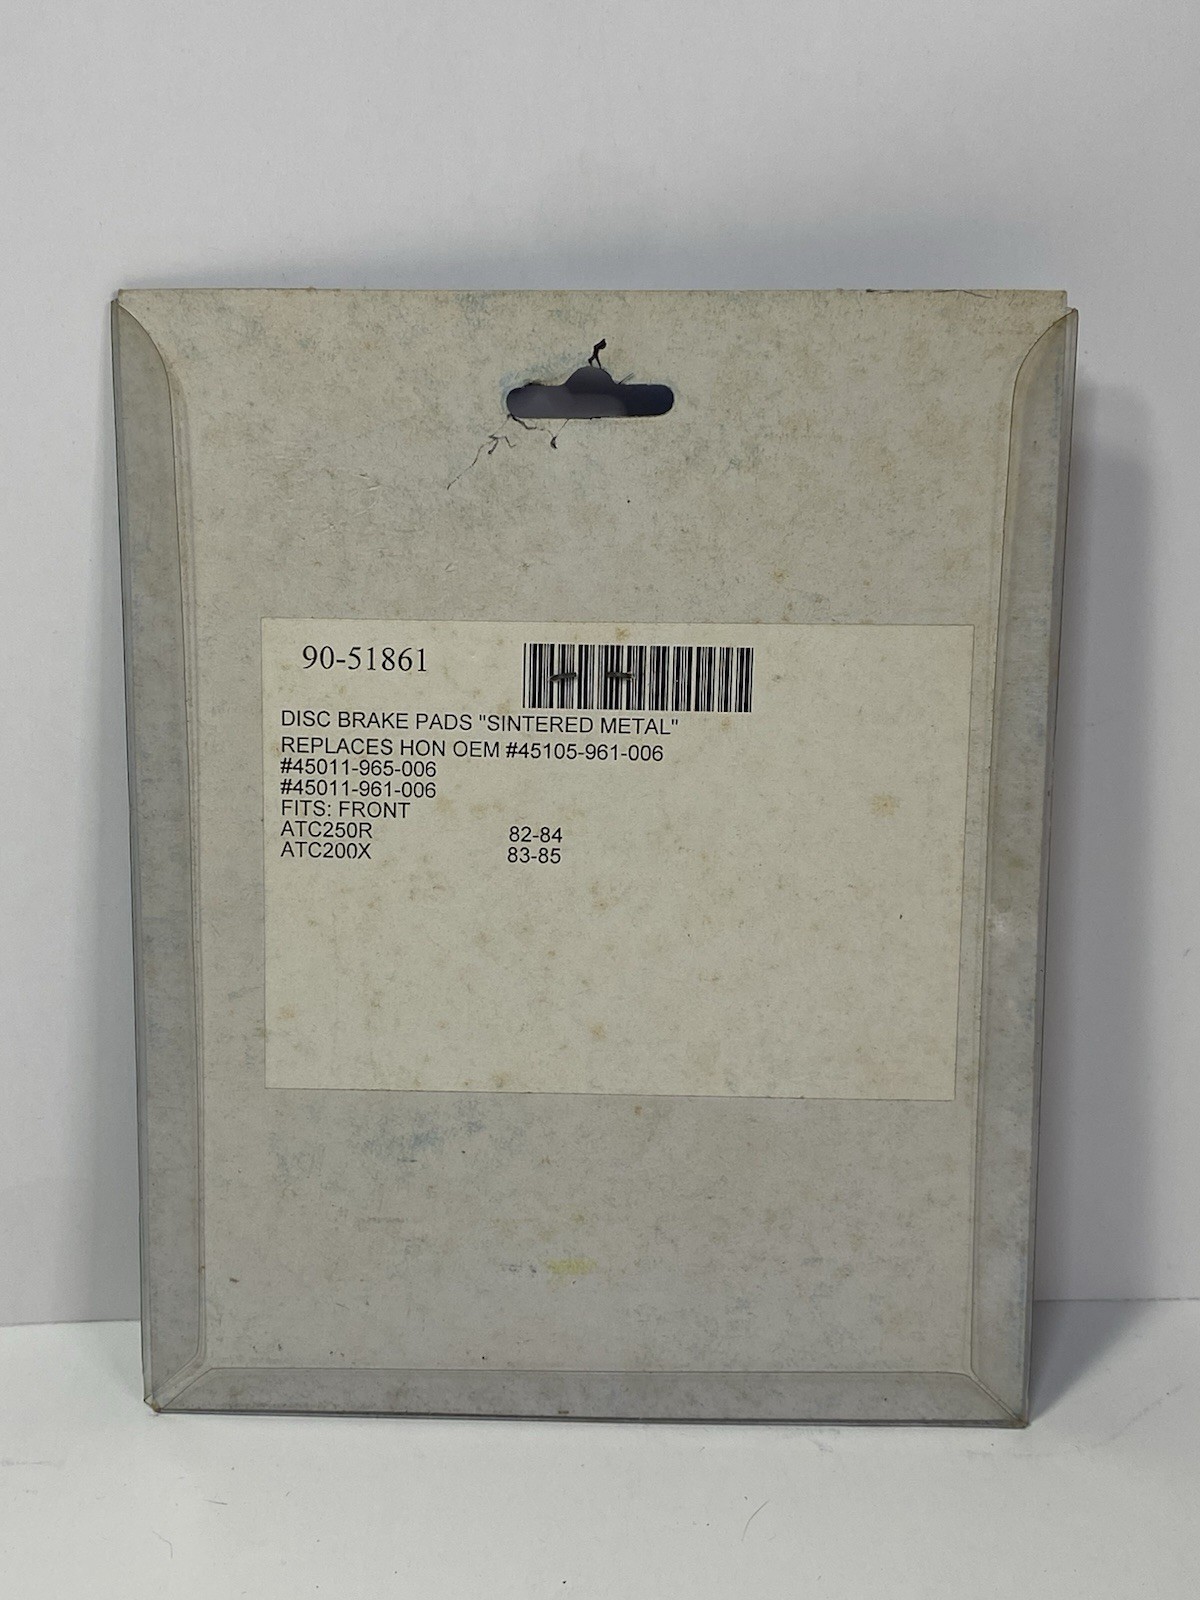 90-51861
DISC BRAKE PADS "SINTERED METAL"
REPLACES HON OEM #45105-961-006
#45011-965-006
#45011-961-006
FITS: FRONT
ATC250R 82-84
ATC200X 83-85